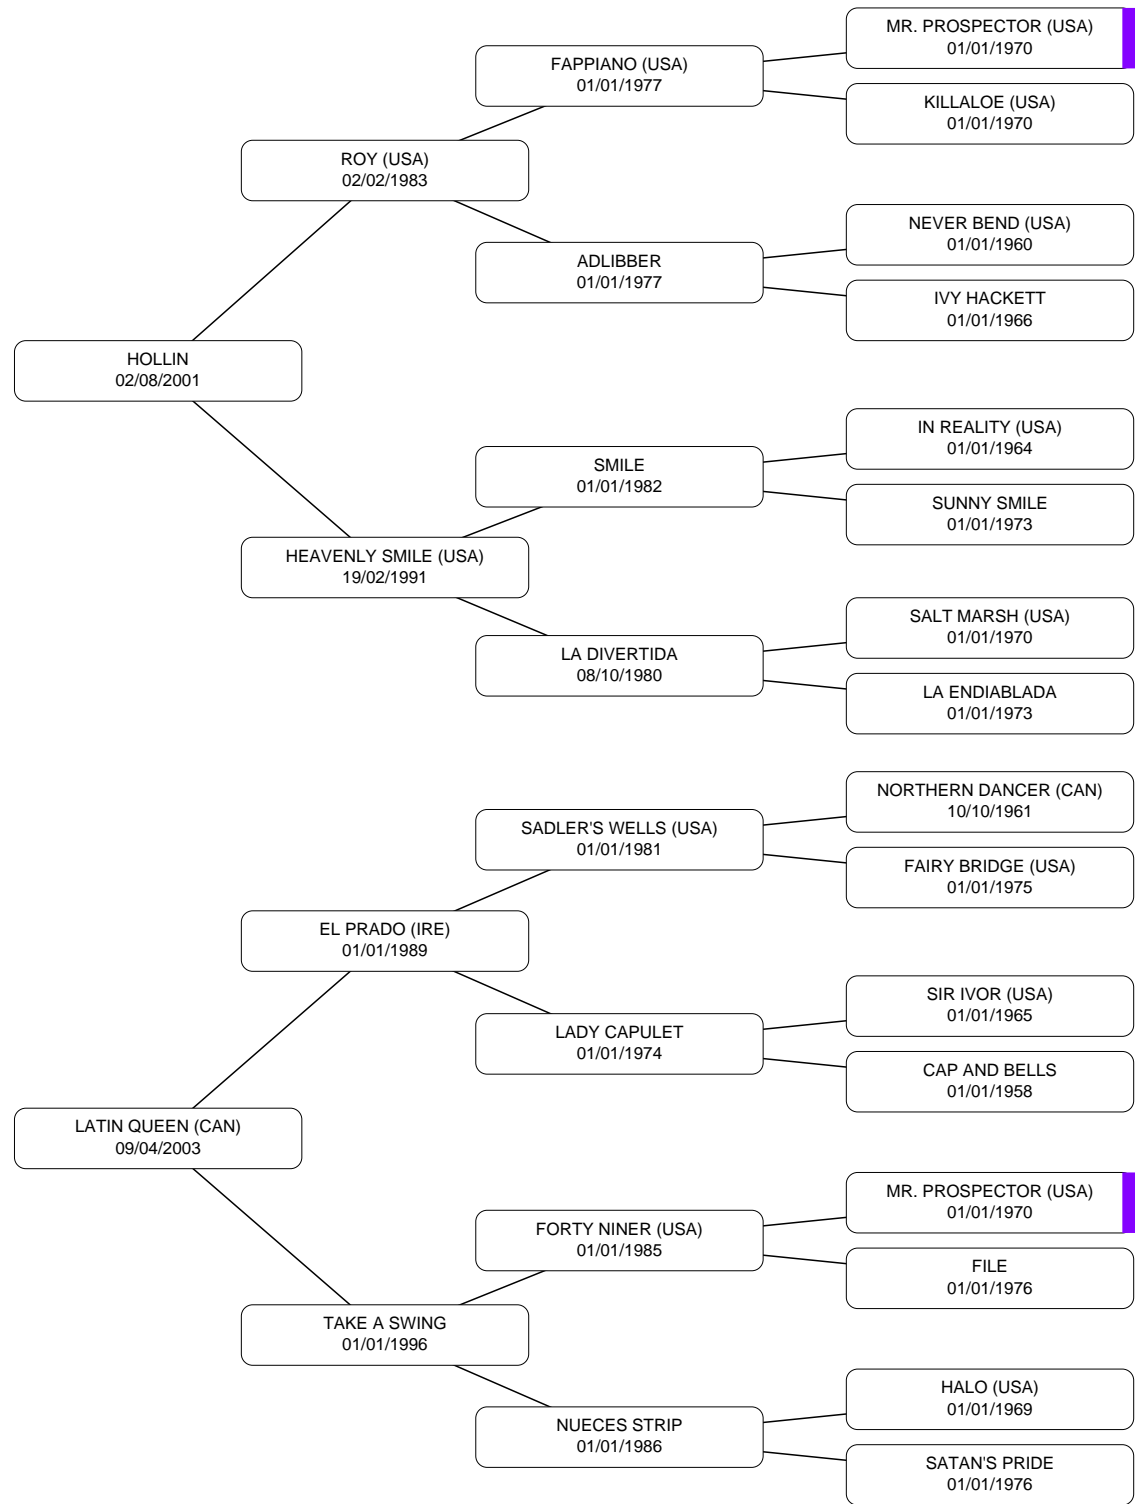 MR. PROSPECTOR (USA)
01/01/1970
FAPPIANO (USA)
01/01/1977
KILLALOE (USA)
01/01/1970
ROY (USA)
02/02/1983
NEVER BEND (USA)
01/01/1960
ADLIBBER
01/01/1977
IVY HACKETT
01/01/1966
HOLLIN
02/08/2001
IN REALITY (USA)
01/01/1964
SMILE
01/01/1982
SUNNY SMILE
01/01/1973
HEAVENLY SMILE (USA)
19/02/1991
SALT MARSH (USA)
01/01/1970
LA DIVERTIDA
08/10/1980
LA ENDIABLADA
01/01/1973
NORTHERN DANCER (CAN)
10/10/1961
SADLER'S WELLS (USA)
01/01/1981
FAIRY BRIDGE (USA)
01/01/1975
EL PRADO (IRE)
01/01/1989
SIR IVOR (USA)
01/01/1965
LADY CAPULET
01/01/1974
CAP AND BELLS
01/01/1958
LATIN QUEEN (CAN)
09/04/2003
MR. PROSPECTOR (USA)
01/01/1970
FORTY NINER (USA)
01/01/1985
FILE
01/01/1976
TAKE A SWING
01/01/1996
HALO (USA)
01/01/1969
NUECES STRIP
01/01/1986
SATAN'S PRIDE
01/01/1976